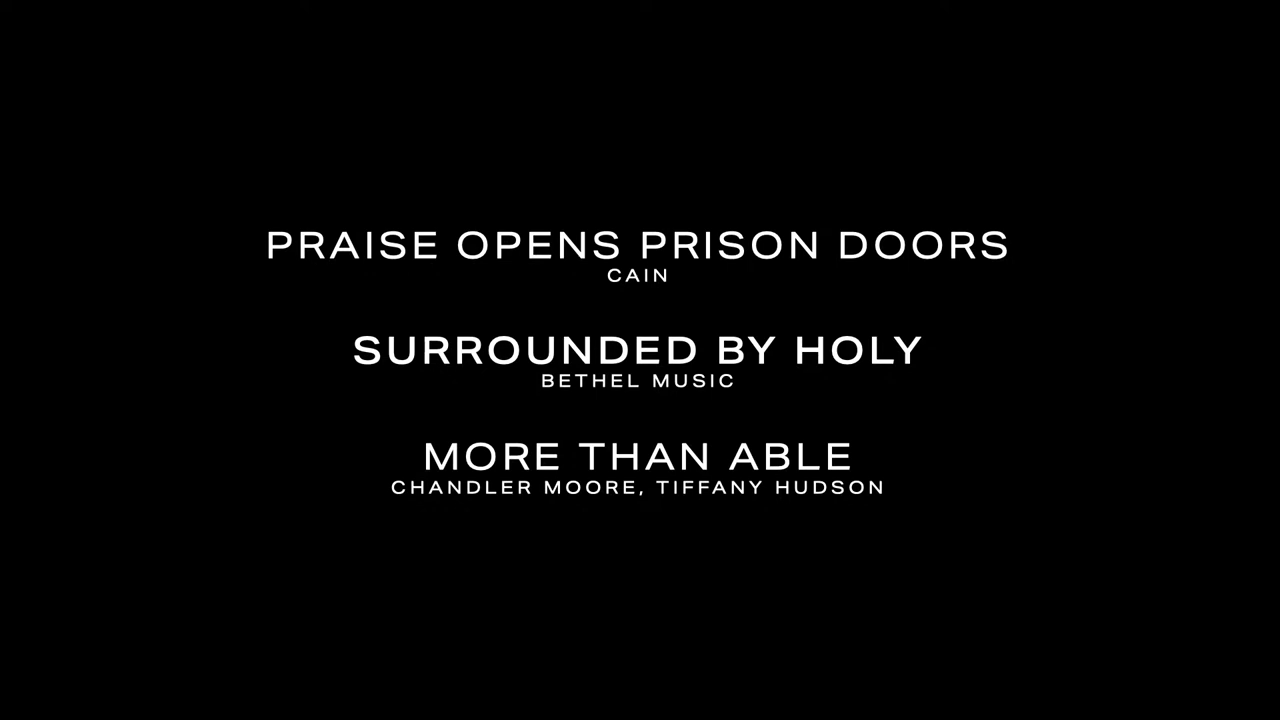 PRAISE OPENS PRISON DOORS
CAIN
SURROUNDED BY HOLY
BETHEL MUSIC
MORE THAN ABLE
CHANDLER MOORE, TIFFANY HUDSON